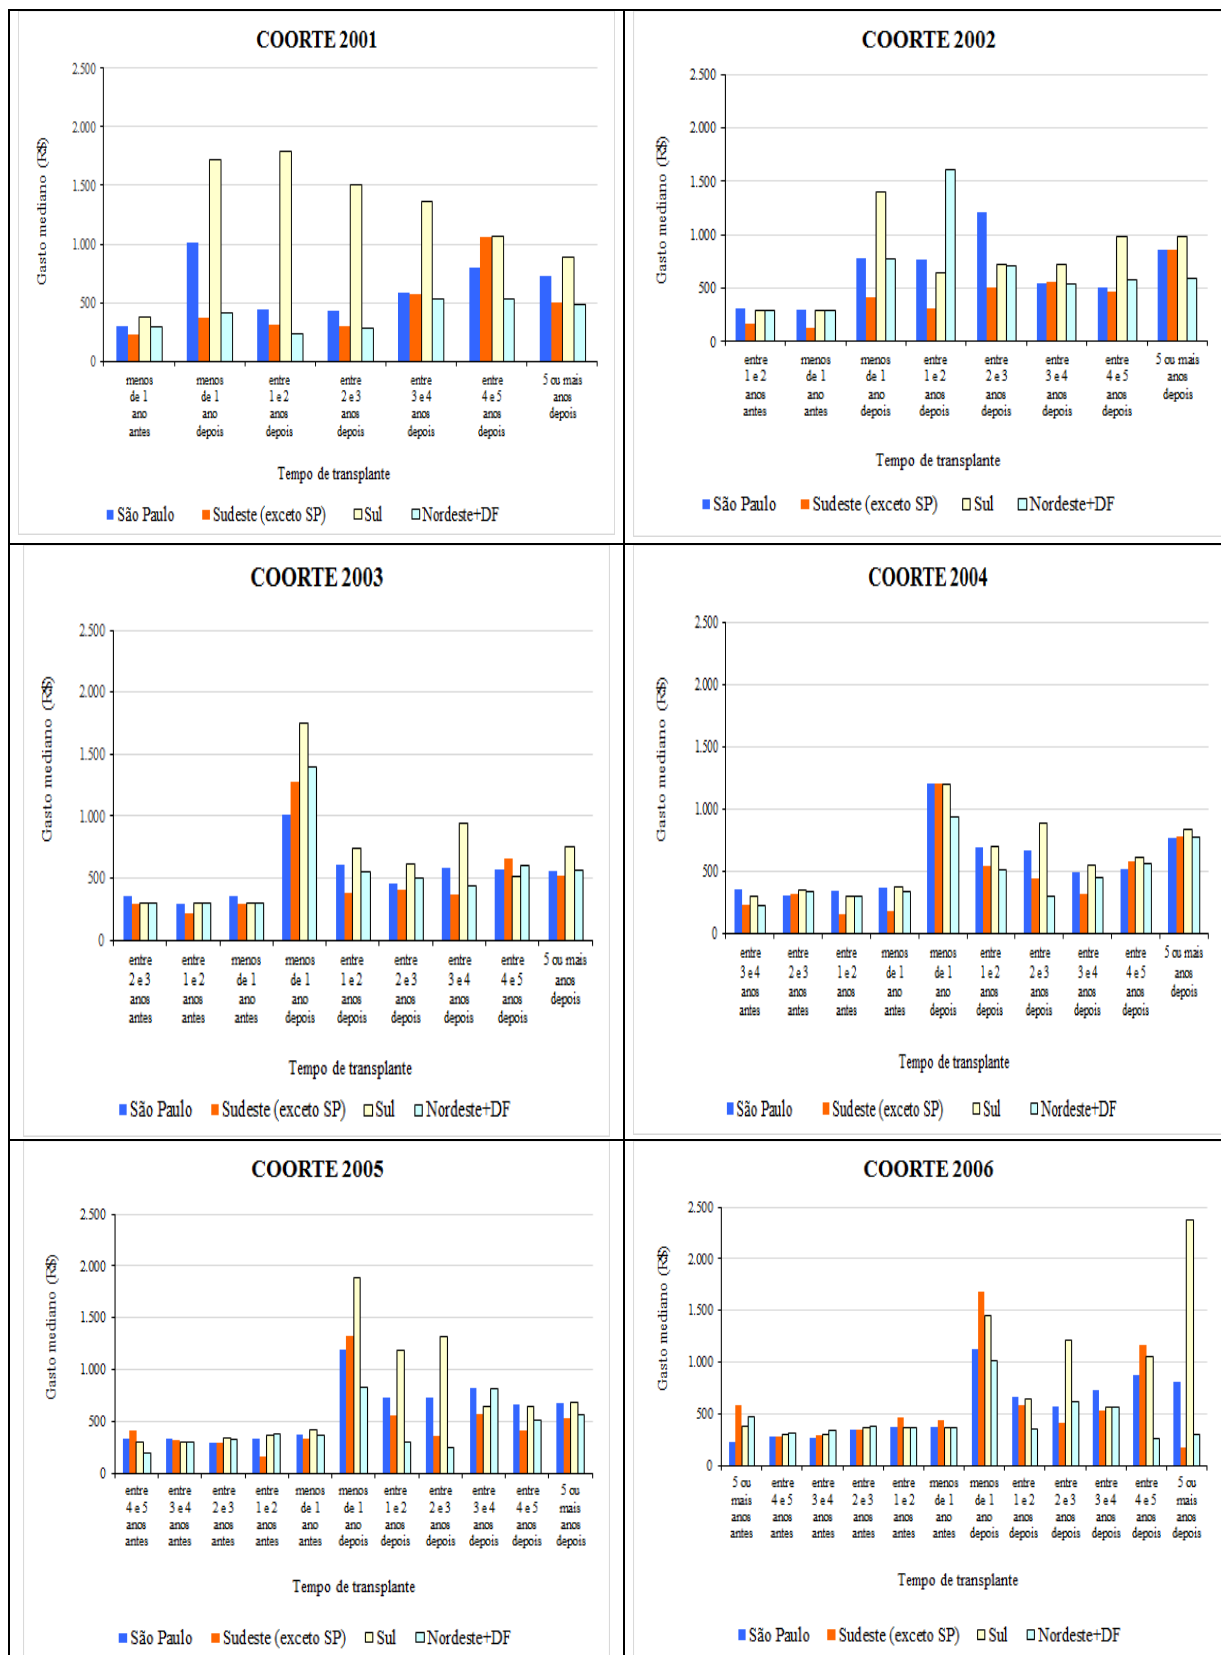 COORTE 2001
Gasto mediano (R$)
2.500
2.000
1.500
1.000
500
0
menos de 1 ano antes
menos de 1 ano depois
entre 1 e 2 anos depois
entre 2 e 3 anos depois
entre 3 e 4 anos depois
entre 4 e 5 anos depois
5 ou mais anos depois
Tempo de transplante
São Paulo Sudeste (exceto SP) Sul Nordeste+DF
COORTE 2002
Gasto mediano (R$)
2.500
2.000
1.500
1.000
500
0
entre 1 e 2 anos antes
menos de 1 ano antes
menos de 1 ano depois
entre 1 e 2 anos depois
entre 2 e 3 anos depois
entre 3 e 4 anos depois
entre 4 e 5 anos depois
5 ou mais anos depois
Tempo de transplante
São Paulo Sudeste (exceto SP) Sul Nordeste+DF
COORTE 2003
Gasto mediano (R$)
2.500
2.000
1.500
1.000
500
0
entre 2 e 3 anos antes
entre 1 e 2 anos antes
menos de 1 ano antes
menos de 1 ano depois
entre 1 e 2 anos depois
entre 2 e 3 anos depois
entre 3 e 4 anos depois
entre 4 e 5 anos depois
5 ou mais anos depois
Tempo de transplante
São Paulo Sudeste (exceto SP) Sul Nordeste+DF
COORTE 2004
Gasto mediano (R$)
2.500
2.000
1.500
1.000
500
0
entre 3 e 4 anos antes
entre 2 e 3 anos antes
entre 1 e 2 anos antes
menos de 1 ano antes
menos de 1 ano depois
entre 1 e 2 anos depois
entre 2 e 3 anos depois
entre 3 e 4 anos depois
entre 4 e 5 anos depois
5 ou mais anos depois
Tempo de transplante
São Paulo Sudeste (exceto SP) Sul Nordeste+DF
COORTE 2005
Gasto mediano (R$)
2.500
2.000
1.500
1.000
500
0
entre 4 e 5 anos antes
entre 3 e 4 anos antes
entre 2 e 3 anos antes
entre 1 e 2 anos antes
menos de 1 ano antes
menos de 1 ano depois
entre 1 e 2 anos depois
entre 2 e 3 anos depois
entre 3 e 4 anos depois
entre 4 e 5 anos depois
5 ou mais anos depois
Tempo de transplante
São Paulo Sudeste (exceto SP) Sul Nordeste+DF
COORTE 2006
Gasto mediano (R$)
2.500
2.000
1.500
1.000
500
0
5 ou mais anos antes
entre 4 e 5 anos antes
entre 3 e 4 anos antes
entre 2 e 3 anos antes
entre 1 e 2 anos antes
menos de 1 ano antes
menos de 1 ano depois
entre 1 e 2 anos depois
entre 2 e 3 anos depois
entre 3 e 4 anos depois
entre 4 e 5 anos depois
5 ou mais anos depois
Tempo de transplante
São Paulo Sudeste (exceto SP) Sul Nordeste+DF